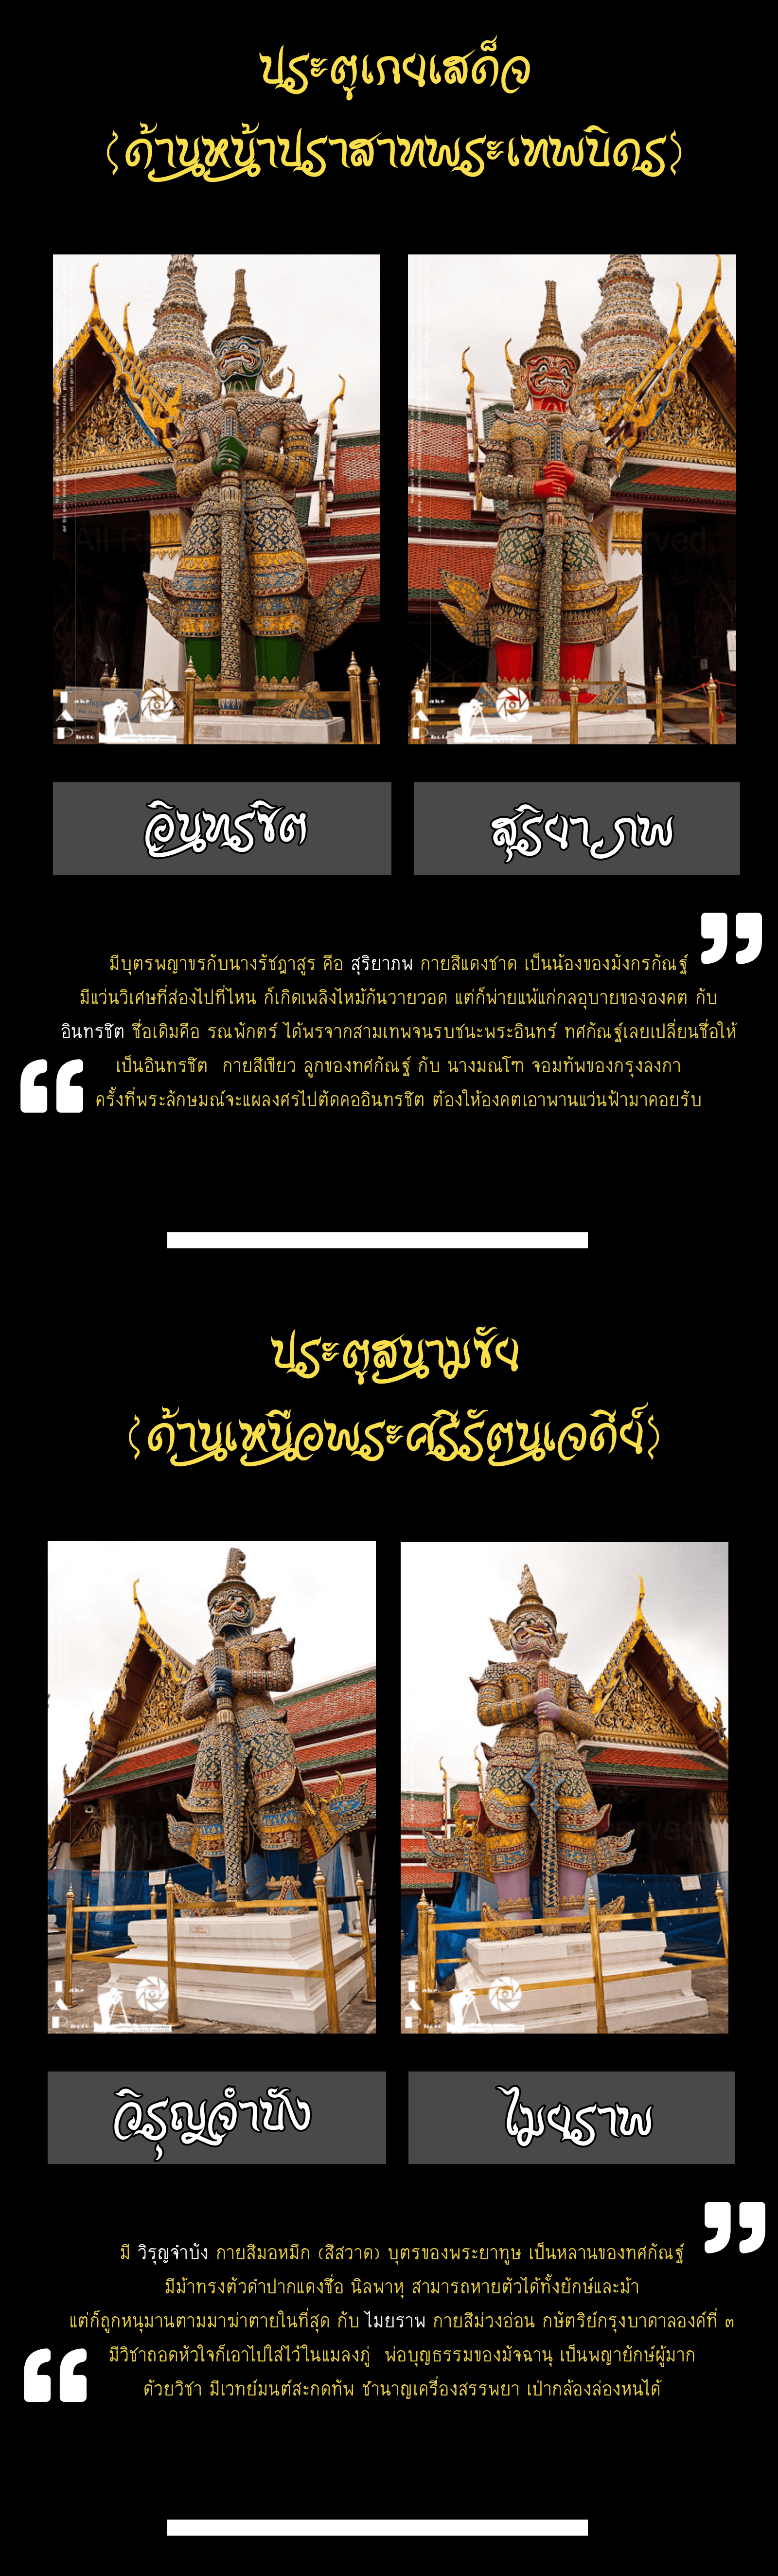 ประตูเกยเสด็จ
(ด้านหน้าปราสาทพระเทพบิดร)
อินทรชิต
สุริยาภพ
มีบุตรพญาขรกับนางรัชฎาสูร คือ สุริยาภพ กายสีแดงชาด เป็นน้องของมังกรกัณฐ์
มีแว่นวิเศษที่ส่องไปที่ไหน ก็เกิดเพลิงไหม้กันวายวอด แต่ก็พ่ายแพ้แก่กลอุบายขององคต กับ
อินทรชิต ชื่อเดิมคือ รณพักตร์ ได้พรจากสามเทพจนรบชนะพระอินทร์ ทศกัณฐ์เลยเปลี่ยนชื่อให้
เป็นอินทรชิต กายสีเขียว ลูกของทศกัณฐ์ กับ นางมณโฑ จอมทัพของกรุงลงกา
ครั้งที่พระลักษมณ์จะแผลงศรไปตัดคออินทรชิต ต้องให้องคตเอาพานแว่นฟ้ามาคอยรับ
ประตูสนามชัย
(ด้านเหนือพระศรีรัตนเจดีย์)
วิรุญจำบัง
ไมยราพ
มี วิรุญจำบัง กายสีมอหมึก (สีสวาด) บุตรของพระยาทูษ เป็นหลานของทศกัณฐ์
มีม้าทรงตัวดำปากแดงชื่อ นิลพาหุ สามารถหายตัวได้ทั้งยักษ์และม้า
แต่ก็ถูกหนุมานตามมาฆ่าตายในที่สุด กับ ไมยราพ กายสีม่วงอ่อน กษัตริย์กรุงบาดาลองค์ที่ ๓
มีวิชาถอดหัวใจก็เอาไปใส่ไว้ในแมลงภู่ พ่อบุญธรรมของมัจฉานุ เป็นพญายักษ์ผู้มาก
ด้วยวิชา มีเวทย์มนต์สะกดทัพ ชำนาญเครื่องสรรพยา เป่ากล้องล่องหนได้